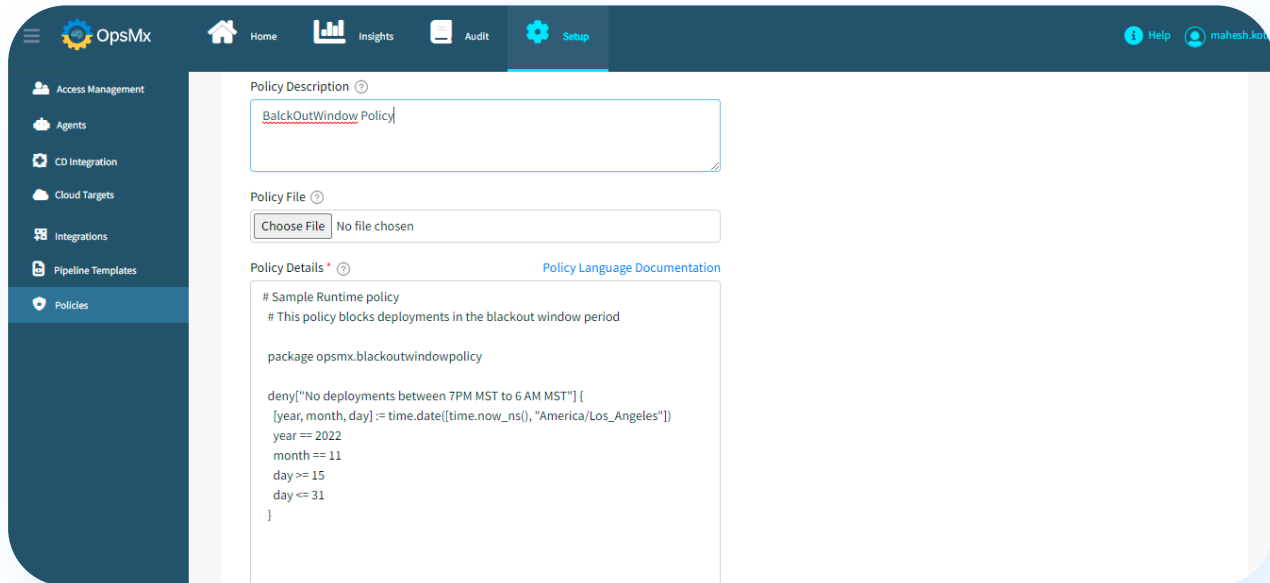 OpsMx
Home
Insights
Audit
Setup
Help
mahesh.kot
Access Management
Agents
CD Integration
Cloud Targets
Integrations
Pipeline Templates
Policies
Policy Description ?
BalckOutWindow Policy
Policy File ?
Choose File No file chosen
Policy Details * ? Policy Language Documentation
# Sample Runtime policy
# This policy blocks deployments in the blackout window period
package opsmx.blackoutwindowpolicy
deny["No deployments between 7PM MST to 6 AM MST"] {
[year, month, day] := time.date([time.now_ns(), "America/Los_Angeles"])
year == 2022
month == 11
day >= 15
day <= 31
}